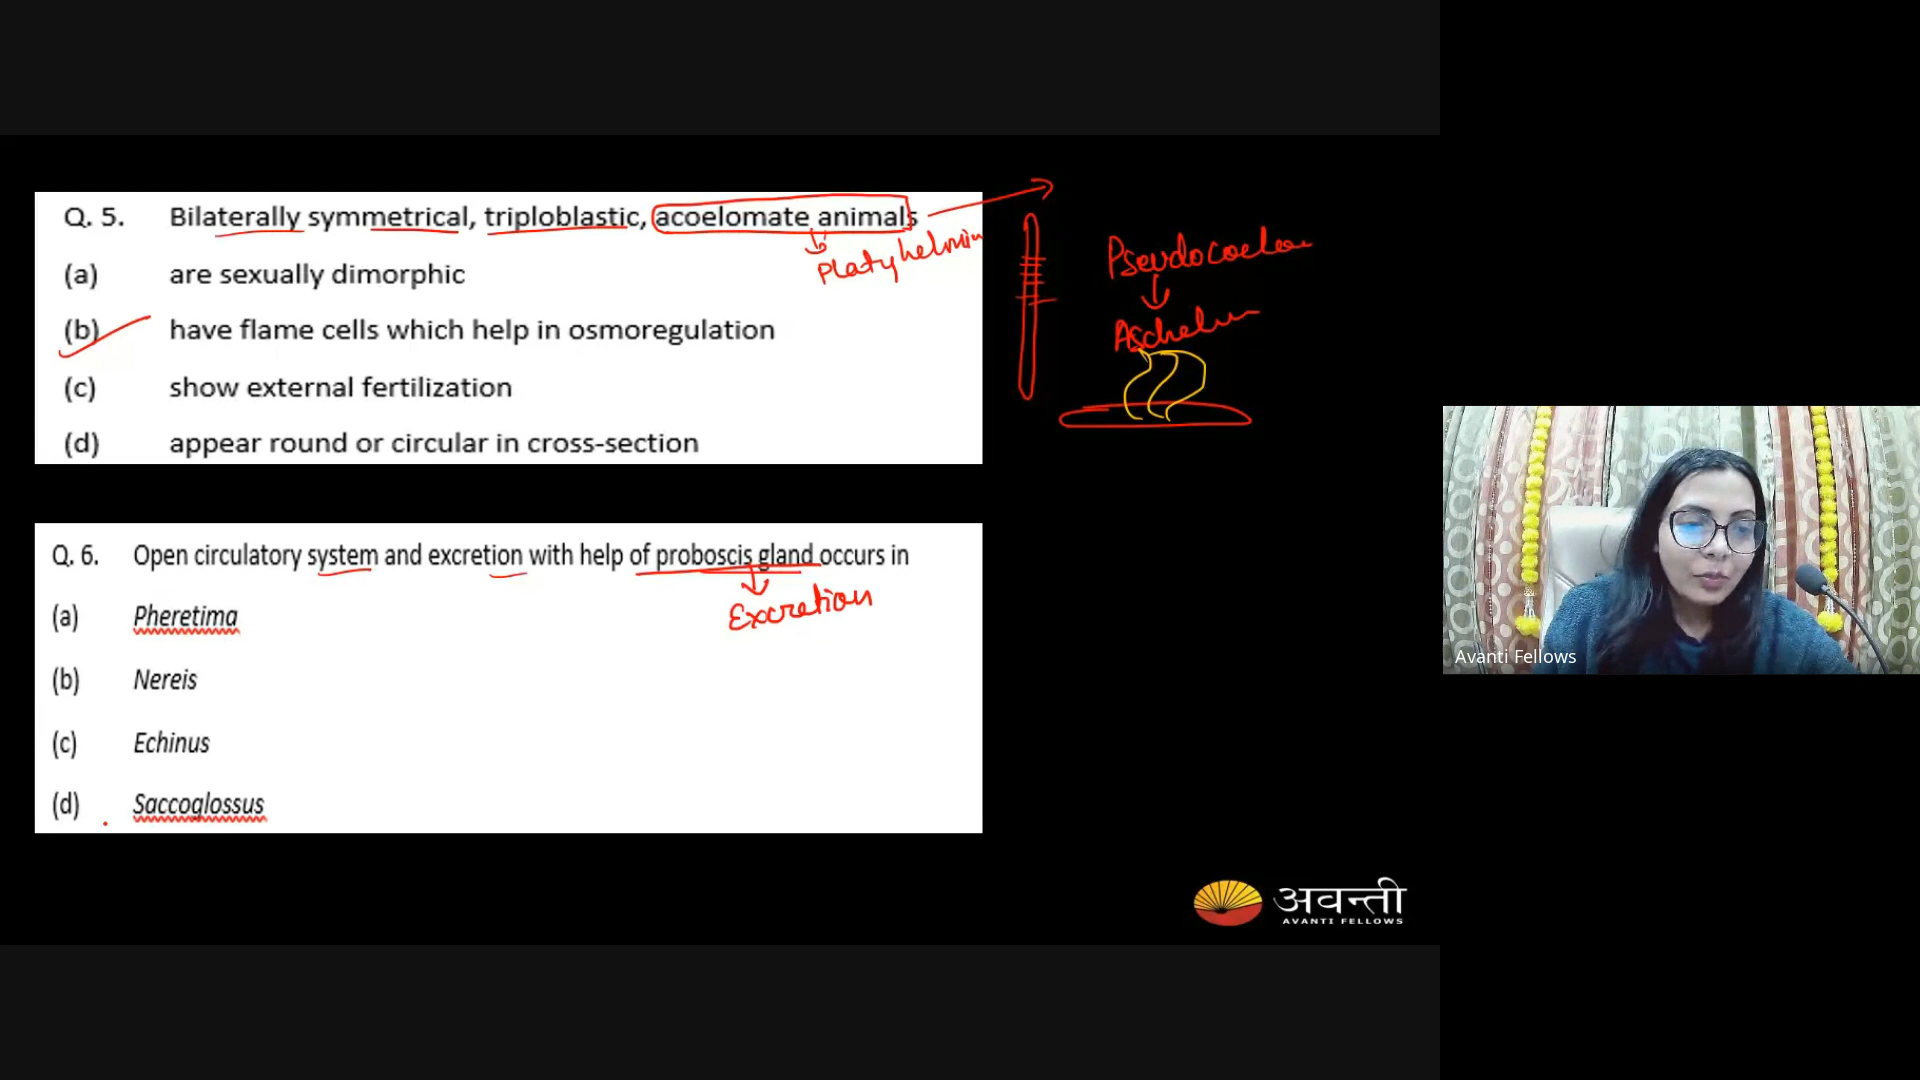 Q. 5. Bilaterally symmetrical, triploblastic, acoelomate animals
Platyhelmin
(a) are sexually dimorphic
(b) have flame cells which help in osmoregulation
(c) show external fertilization
(d) appear round or circular in cross-section
Pseudocoelom
Aschelm
Q. 6. Open circulatory system and excretion with help of proboscis gland occurs in
Excretion
(a) Pheretima
(b) Nereis
(c) Echinus
(d) Saccoglossus
Avanti Fellows
अवन्ती
AVANTI FELLOWS